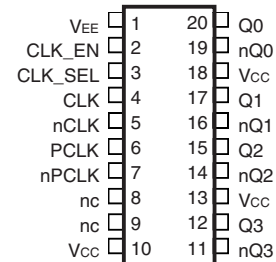 VEE 1 20 Q0
CLK_EN 2 19 nQ0
CLK_SEL 3 18 VCC
CLK 4 17 Q1
nCLK 5 16 nQ1
PCLK 6 15 Q2
nPCLK 7 14 nQ2
nc 8 13 VCC
nc 9 12 Q3
VCC 10 11 nQ3